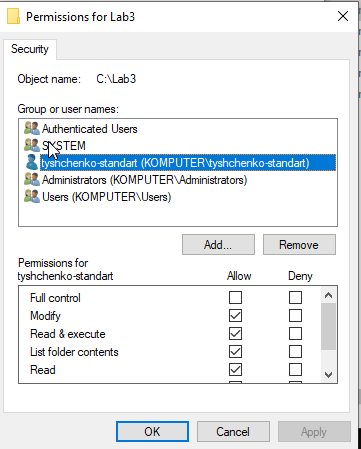 Permissions for Lab3
Security
Object name: C:\Lab3
Group or user names:
Authenticated Users
SYSTEM
tyshchenko-standart (KOMPUTER\tyshchenko-standart)
Administrators (KOMPUTER\Administrators)
Users (KOMPUTER\Users)
Add... Remove
Permissions for
tyshchenko-standart Allow Deny
Full control
Modify
Read & execute
List folder contents
Read
OK Cancel Apply